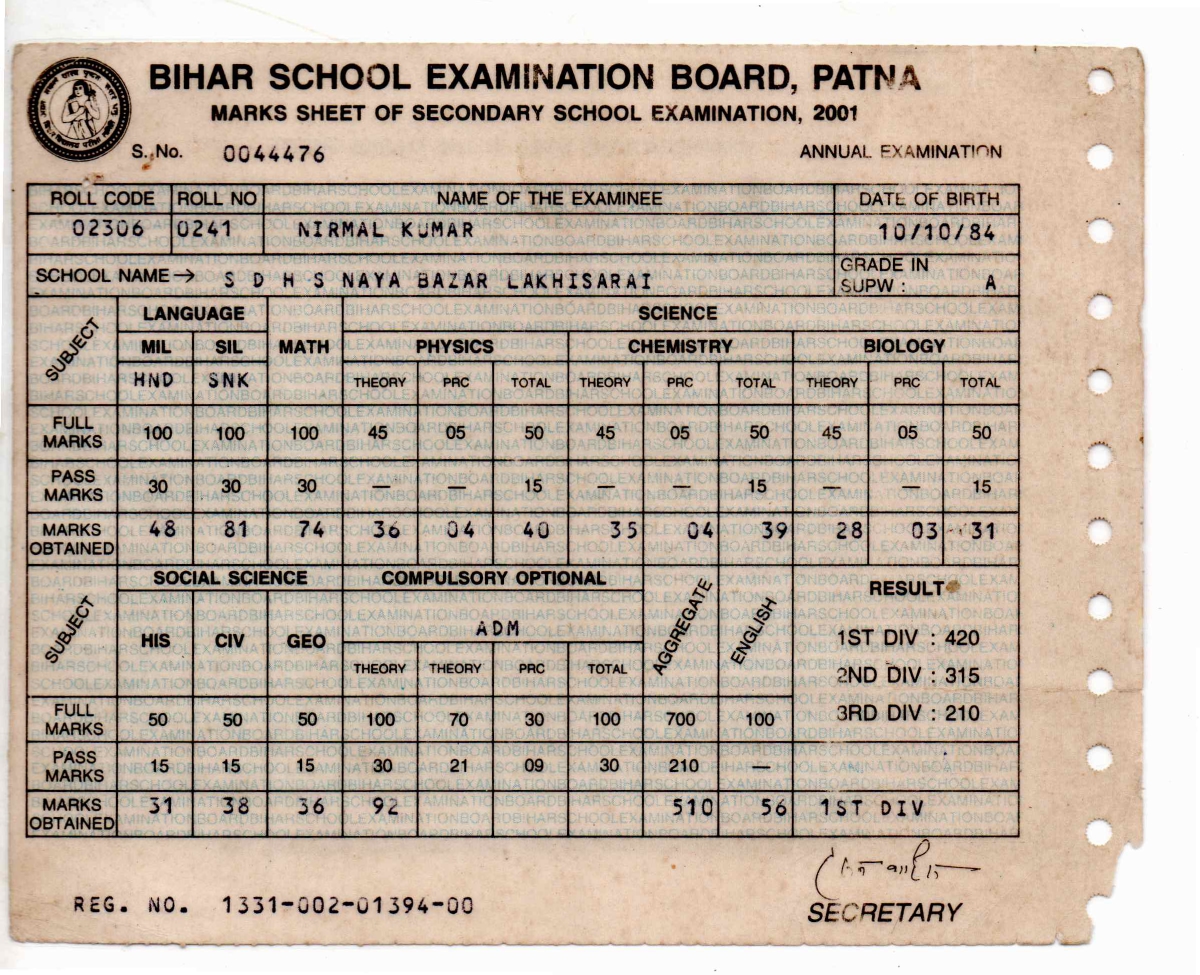 BIHAR SCHOOL EXAMINATION BOARD, PATNA
MARKS SHEET OF SECONDARY SCHOOL EXAMINATION, 2001
S. No. 0044476 ANNUAL EXAMINATION
ROLL CODE ROLL NO NAME OF THE EXAMINEE DATE OF BIRTH
02306 0241 NIRMAL KUMAR 10/10/84
SCHOOL NAME → S D H S NAYA BAZAR LAKHISARAI GRADE IN SUPW : A
SUBJECT LANGUAGE SCIENCE
MIL SIL MATH PHYSICS CHEMISTRY BIOLOGY
HND SNK THEORY PRC TOTAL THEORY PRC TOTAL THEORY PRC TOTAL
FULL MARKS 100 100 100 45 05 50 45 05 50 45 05 50
PASS MARKS 30 30 30 — — 15 — — 15 15
MARKS OBTAINED 48 81 74 36 04 40 35 04 39 28 03 31
SUBJECT SOCIAL SCIENCE COMPULSORY OPTIONAL AGGREGATE ENGLISH RESULT
HIS CIV GEO ADM 1ST DIV : 420
THEORY THEORY PRC TOTAL 2ND DIV : 315
FULL MARKS 50 50 50 100 70 30 100 700 100 3RD DIV : 210
PASS MARKS 15 15 15 30 21 09 30 210 —
MARKS OBTAINED 31 38 36 92 510 56 1ST DIV
REG. NO. 1331-002-01394-00
SECRETARY